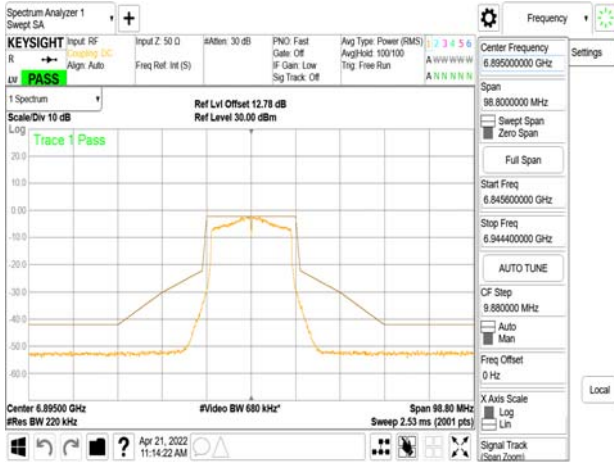 Spectrum Analyzer 1
Swept SA
Frequency
KEYSIGHT
R
LU
PASS
Input: RF
Coupling: DC
Align: Auto
Input Z: 50 Ω
Freq Ref: Int (S)
#Atten: 30 dB
PNO: Fast
Gate: Off
IF Gain: Low
Sig Track: Off
Avg Type: Power (RMS)
Avg|Hold: 100/100
Trig: Free Run
1 2 3 4 5 6
A W W W W W
A N N N N N
1 Spectrum
Scale/Div 10 dB
Log
Ref Lvl Offset 12.78 dB
Ref Level 30.00 dBm
Trace 1 Pass
20.0
10.0
0.00
-10.0
-20.0
-30.0
-40.0
-50.0
-60.0
Center 6.89500 GHz
#Res BW 220 kHz
#Video BW 680 kHz*
Span 98.80 MHz
Sweep 2.53 ms (2001 pts)
Apr 21, 2022
11:14:22 AM
Center Frequency
6.895000000 GHz
Span
98.8000000 MHz
Swept Span
Zero Span
Full Span
Start Freq
6.845600000 GHz
Stop Freq
6.944400000 GHz
AUTO TUNE
CF Step
9.880000 MHz
Auto
Man
Freq Offset
0 Hz
X Axis Scale
Log
Lin
Signal Track
(Span Zoom)
Settings
Local